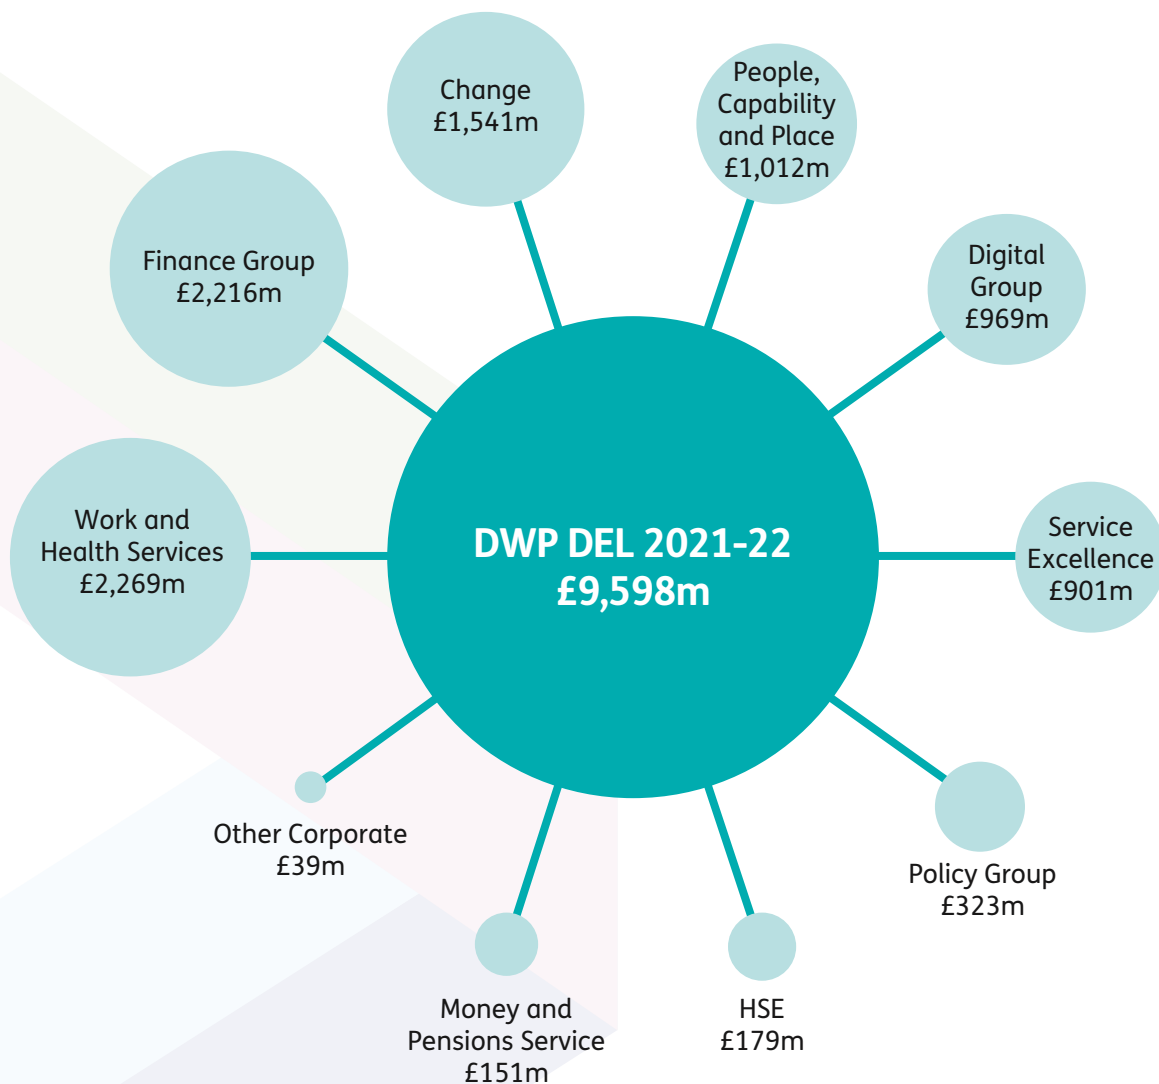 Change
£1,541m
People,
Capability
and Place
£1,012m
Finance Group
£2,216m
Digital
Group
£969m
Work and
Health Services
£2,269m
DWP DEL 2021-22
£9,598m
Service
Excellence
£901m
Other Corporate
£39m
Policy Group
£323m
Money and
Pensions Service
£151m
HSE
£179m